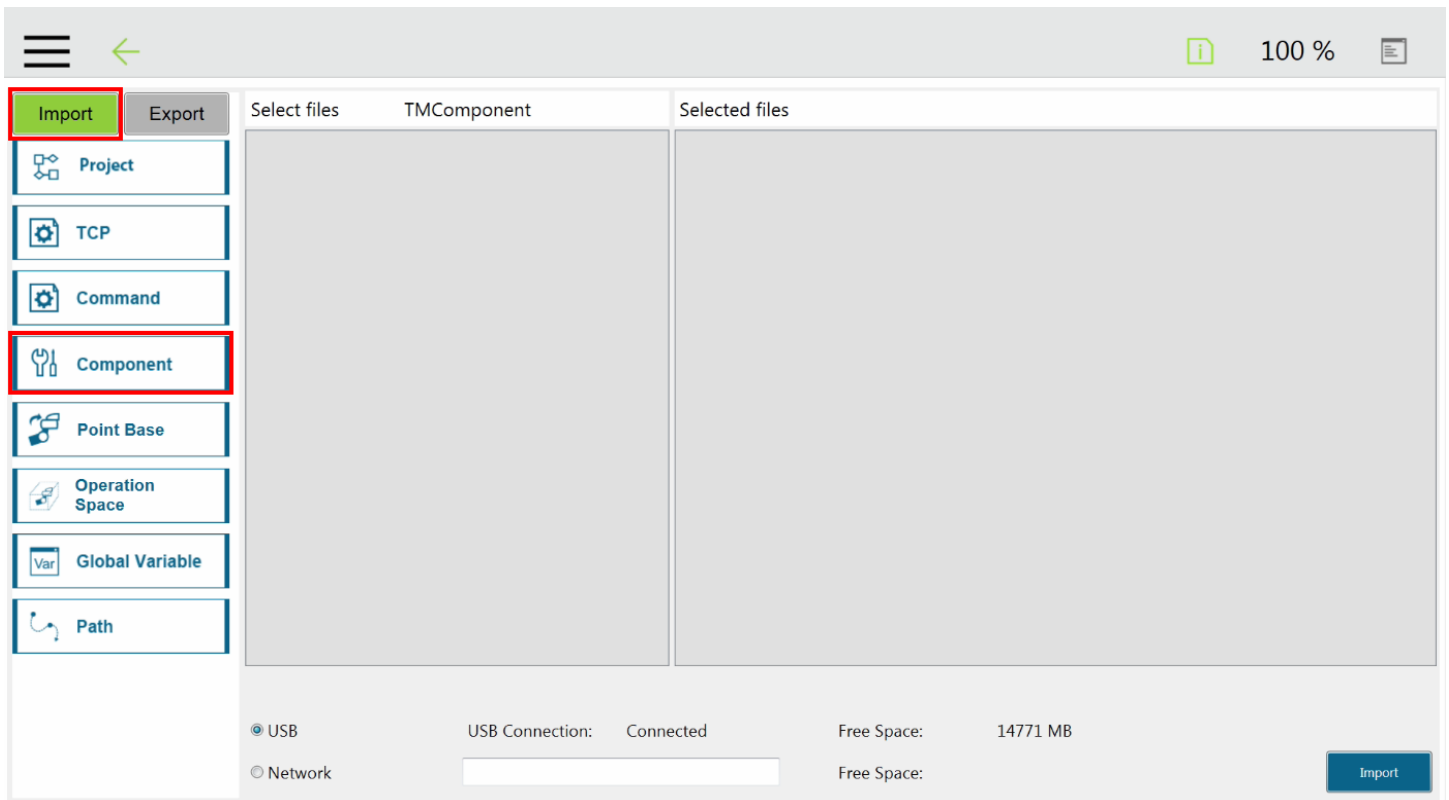 100 %
Import Export
Select files TMComponent Selected files
Project
TCP
Command
Component
Point Base
Operation
Space
Var Global Variable
Path
USB USB Connection: Connected Free Space: 14771 MB
Network Free Space:
Import